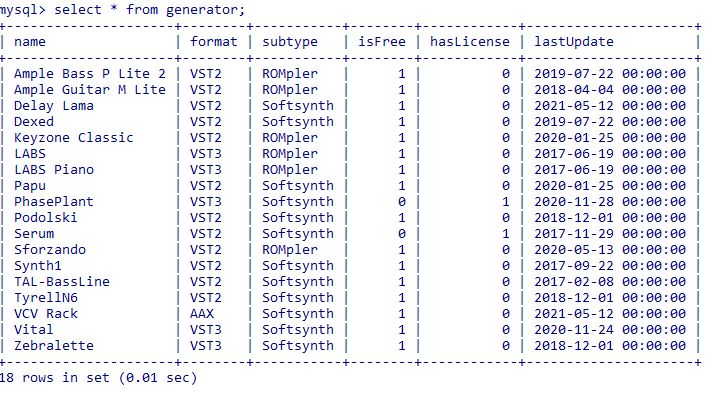 mysql> select * from generator;
+--------------------+--------+-----------+--------+------------+---------------------+
| name | format | subtype | isFree | hasLicense | lastUpdate |
+--------------------+--------+-----------+--------+------------+---------------------+
| Ample Bass P Lite 2 | VST2 | ROMpler | 1 | 0 | 2019-07-22 00:00:00 |
| Ample Guitar M Lite | VST2 | ROMpler | 1 | 0 | 2018-04-04 00:00:00 |
| Delay Lama | VST2 | Softsynth | 1 | 0 | 2021-05-12 00:00:00 |
| Dexed | VST2 | Softsynth | 1 | 0 | 2019-07-22 00:00:00 |
| Keyzone Classic | VST2 | ROMpler | 1 | 0 | 2020-01-25 00:00:00 |
| LABS | VST3 | ROMpler | 1 | 0 | 2017-06-19 00:00:00 |
| LABS Piano | VST3 | ROMpler | 1 | 0 | 2017-06-19 00:00:00 |
| Papu | VST2 | Softsynth | 1 | 0 | 2020-01-25 00:00:00 |
| PhasePlant | VST3 | Softsynth | 0 | 1 | 2020-11-28 00:00:00 |
| Podolski | VST2 | Softsynth | 1 | 0 | 2018-12-01 00:00:00 |
| Serum | VST2 | Softsynth | 0 | 1 | 2017-11-29 00:00:00 |
| Sforzando | VST2 | ROMpler | 1 | 0 | 2020-05-13 00:00:00 |
| Synth1 | VST2 | Softsynth | 1 | 0 | 2017-09-22 00:00:00 |
| TAL-BassLine | VST2 | Softsynth | 1 | 0 | 2017-02-08 00:00:00 |
| TyrellN6 | VST2 | Softsynth | 1 | 0 | 2018-12-01 00:00:00 |
| VCV Rack | AAX | Softsynth | 1 | 0 | 2021-05-12 00:00:00 |
| Vital | VST3 | Softsynth | 1 | 0 | 2020-11-24 00:00:00 |
| Zebralette | VST3 | Softsynth | 1 | 0 | 2018-12-01 00:00:00 |
+--------------------+--------+-----------+--------+------------+---------------------+
18 rows in set (0.01 sec)